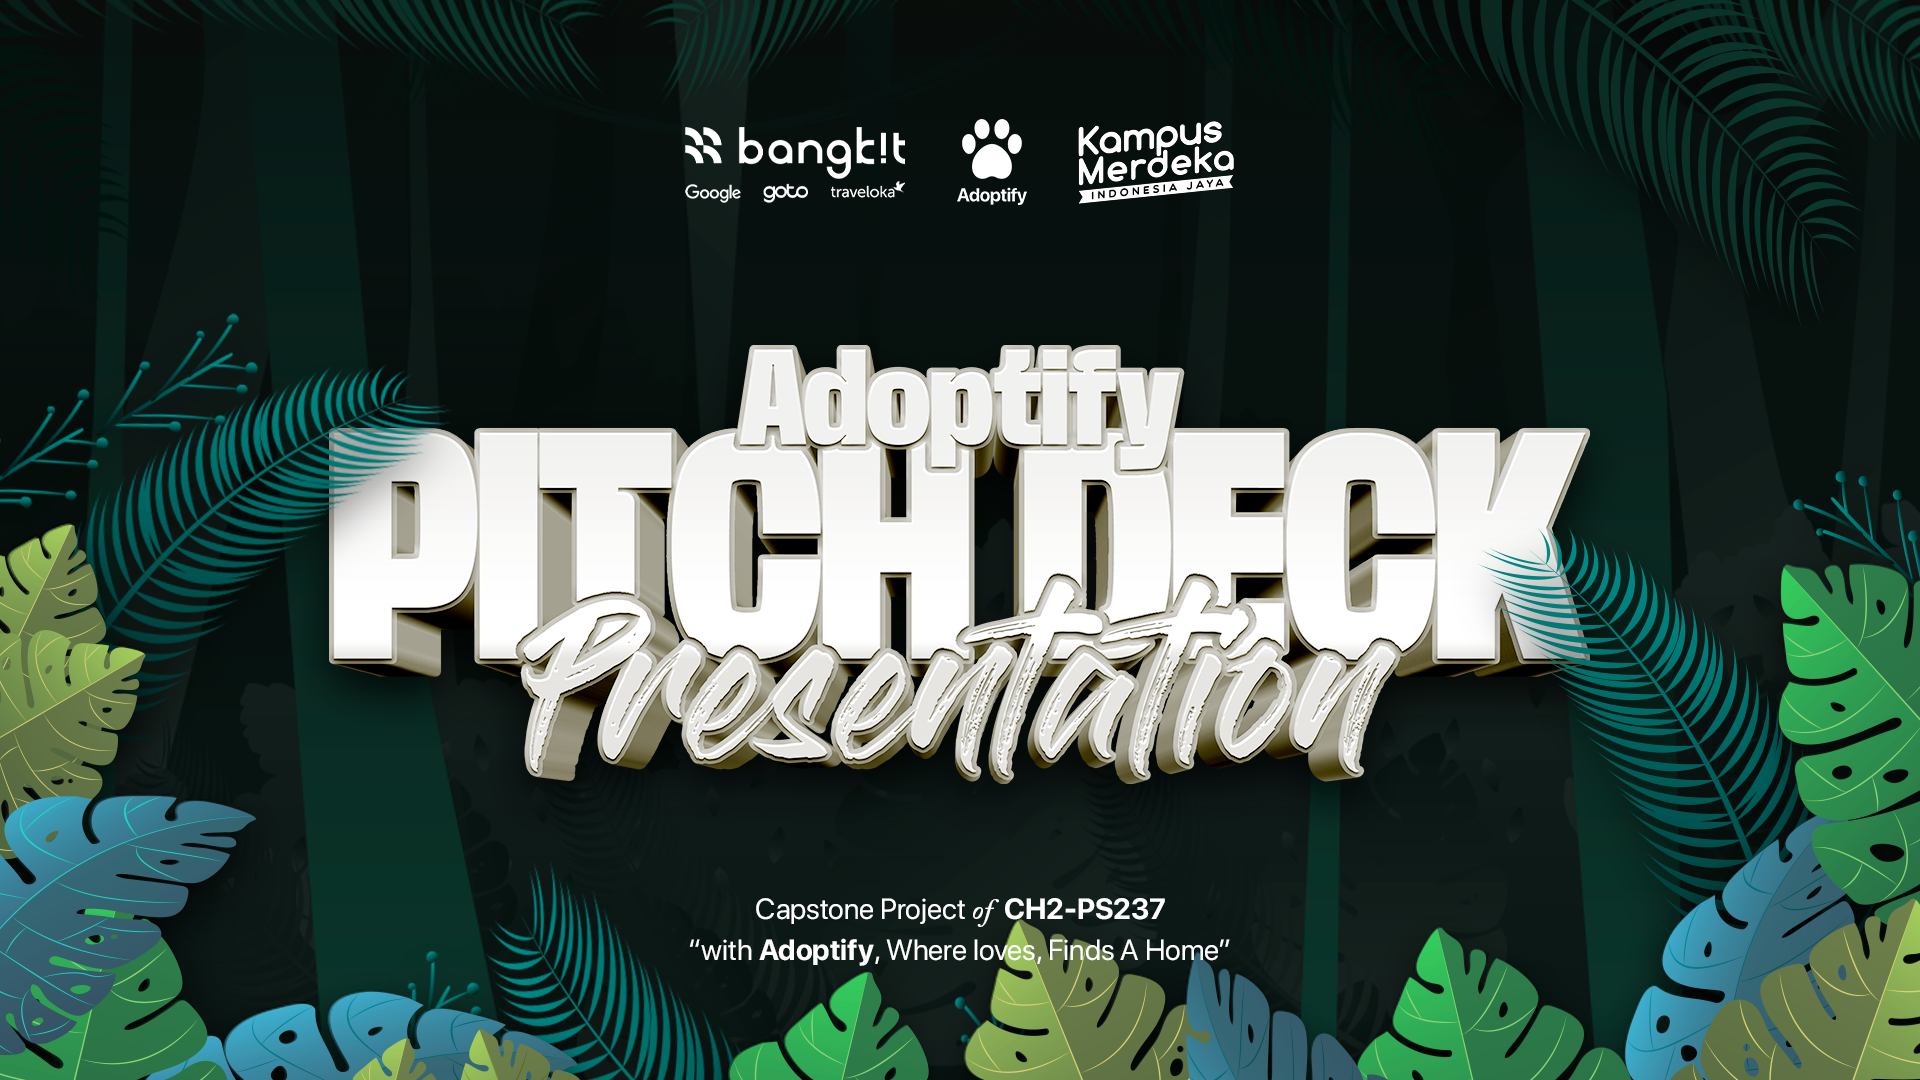 bangk!t
Google goto traveloka
Adoptify
Kampus
Merdeka
INDONESIA JAYA
Adoptify
PITCH DECK
Presentation
Capstone Project of CH2-PS237
“with Adoptify, Where loves, Finds A Home”